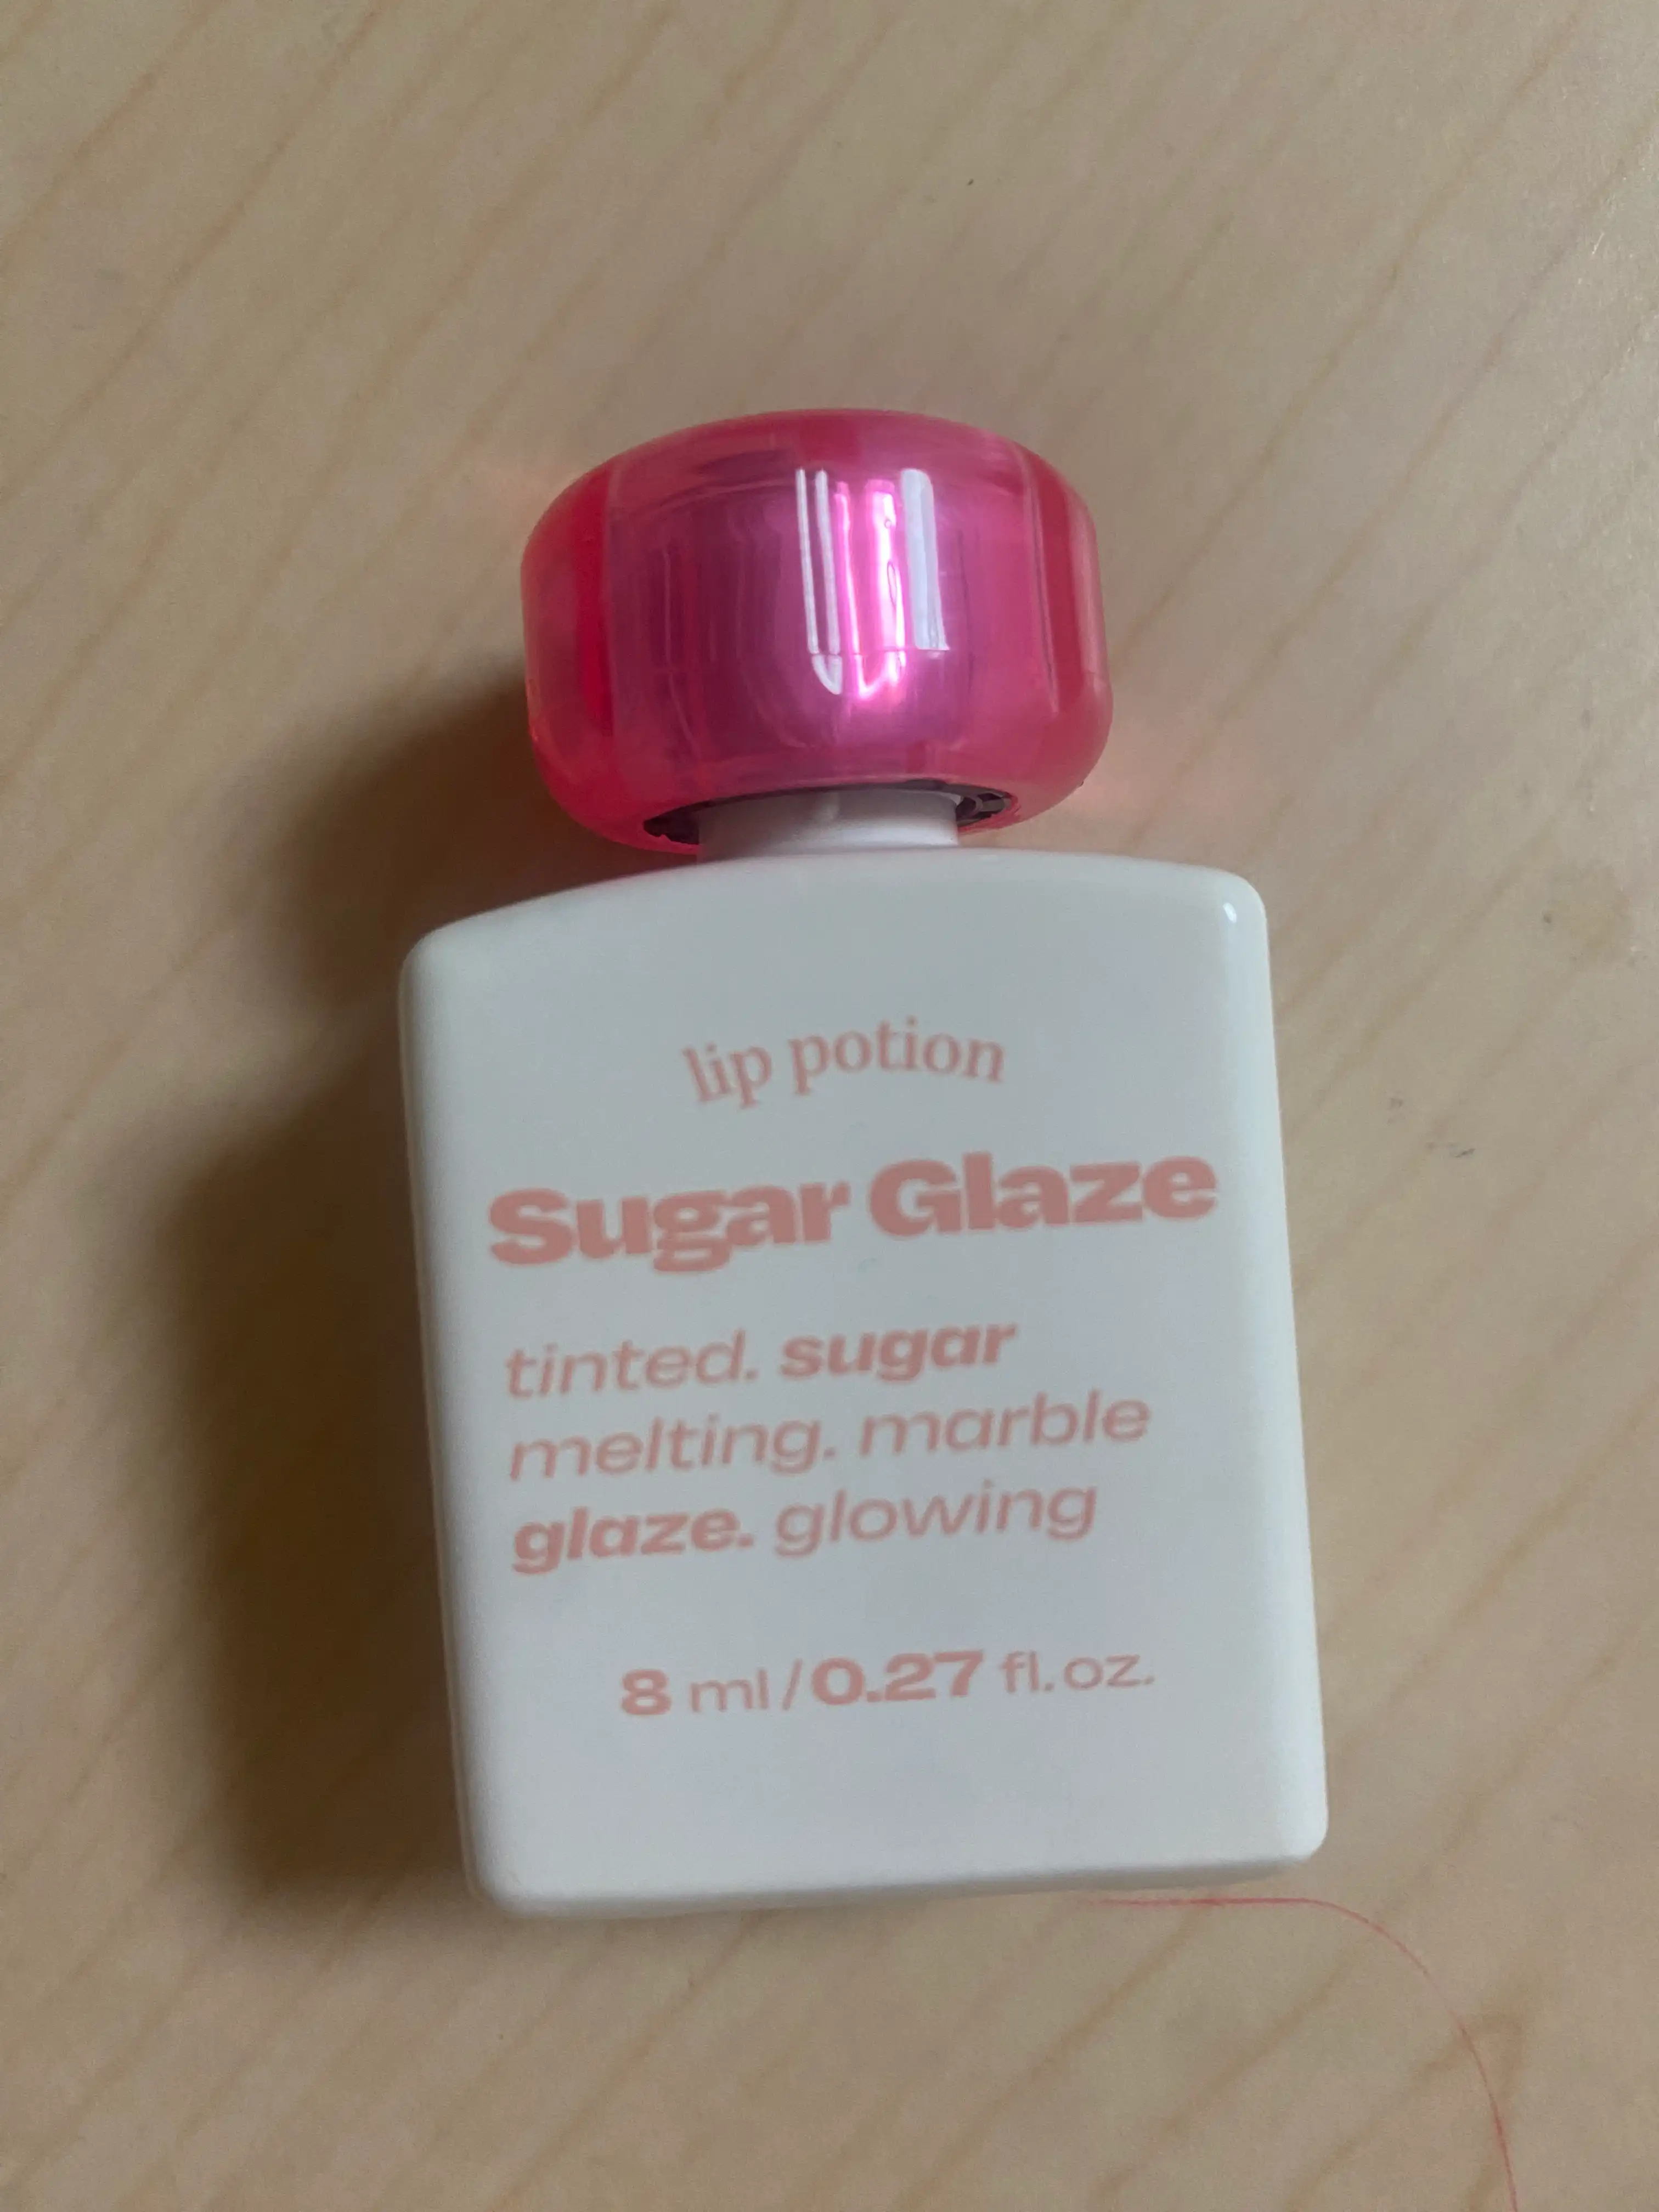 lip potion
Sugar Glaze
tinted. sugar
melting. marble
glaze. glowing
8 ml/0.27 fl.oz.